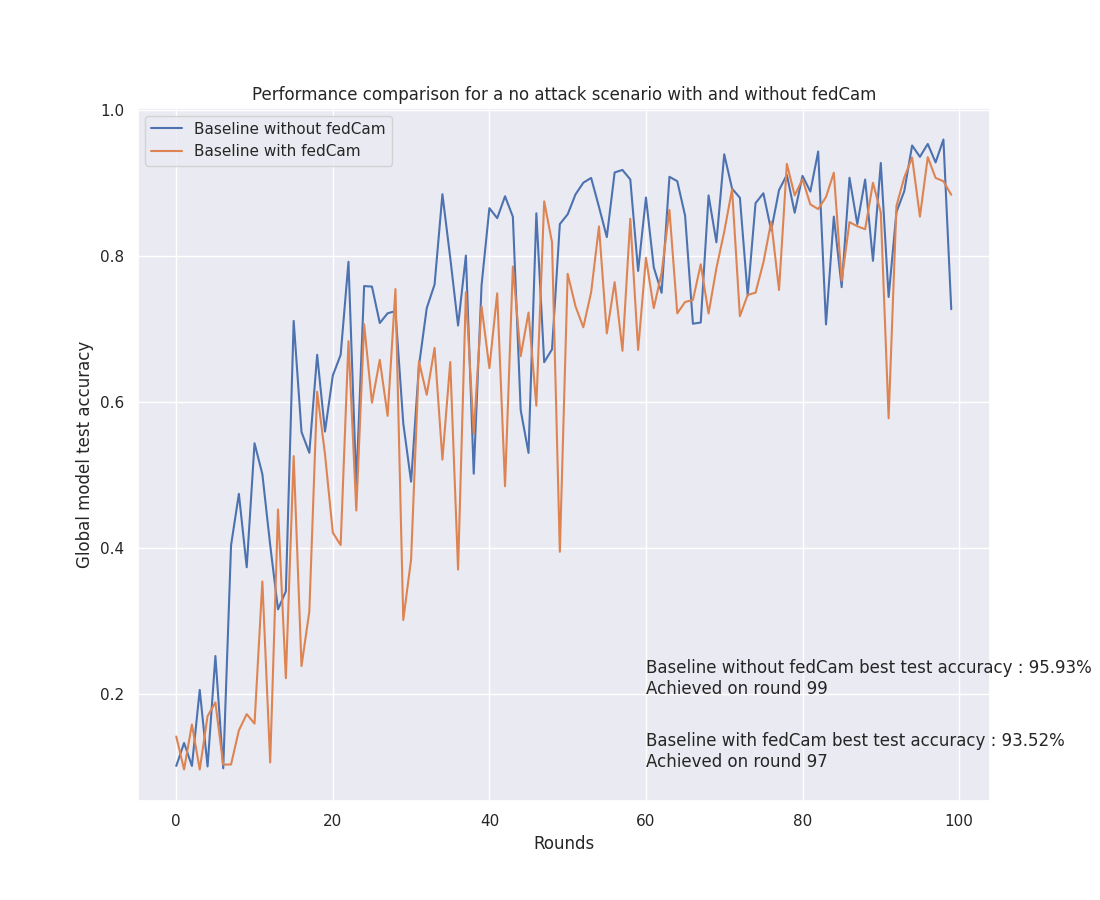 Performance comparison for a no attack scenario with and without fedCam
1.0
Baseline without fedCam
Baseline with fedCam
0.8
0.6
0.4
0.2
Global model test accuracy
Baseline without fedCam best test accuracy : 95.93%
Achieved on round 99
Baseline with fedCam best test accuracy : 93.52%
Achieved on round 97
0 20 40 60 80 100
Rounds